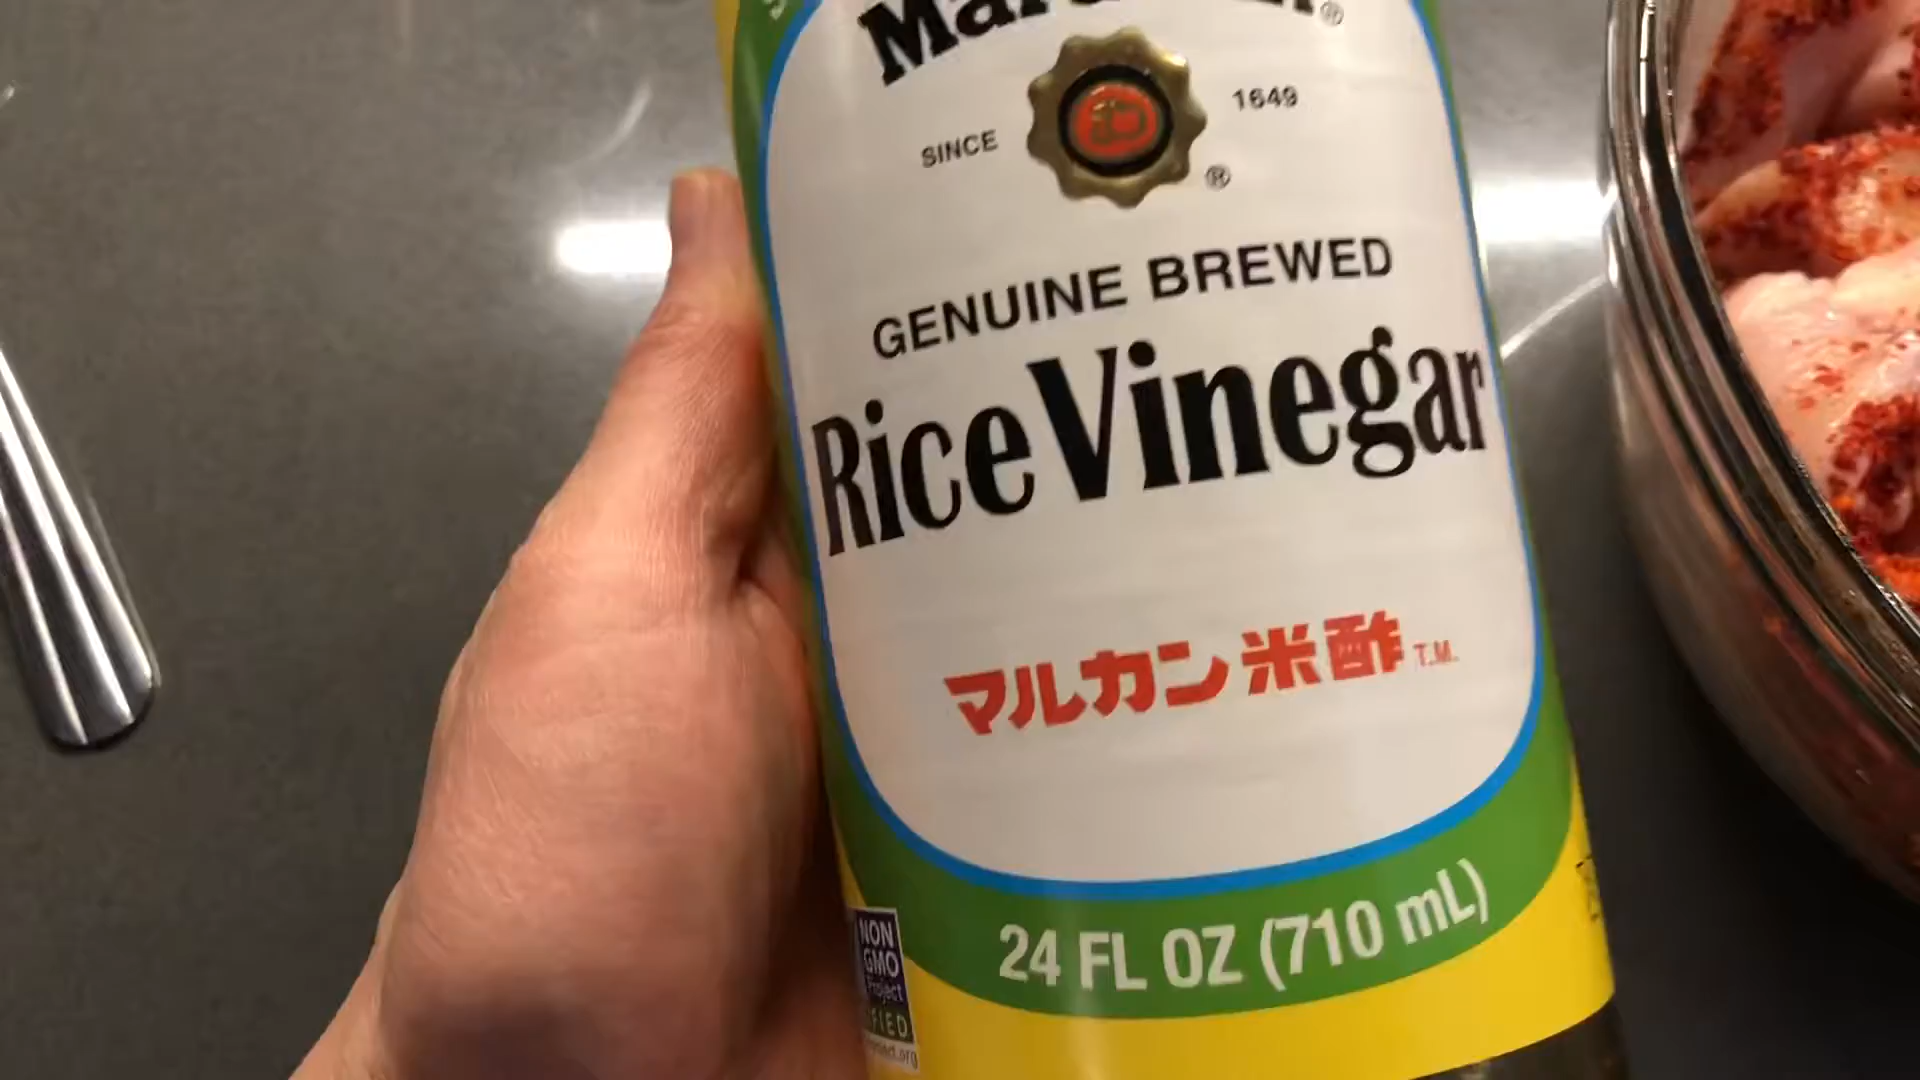 SINCE 1649
GENUINE BREWED
Rice Vinegar
マルカン 米酢 T.M.
24 FL OZ (710 mL)
NON
GMO
Project